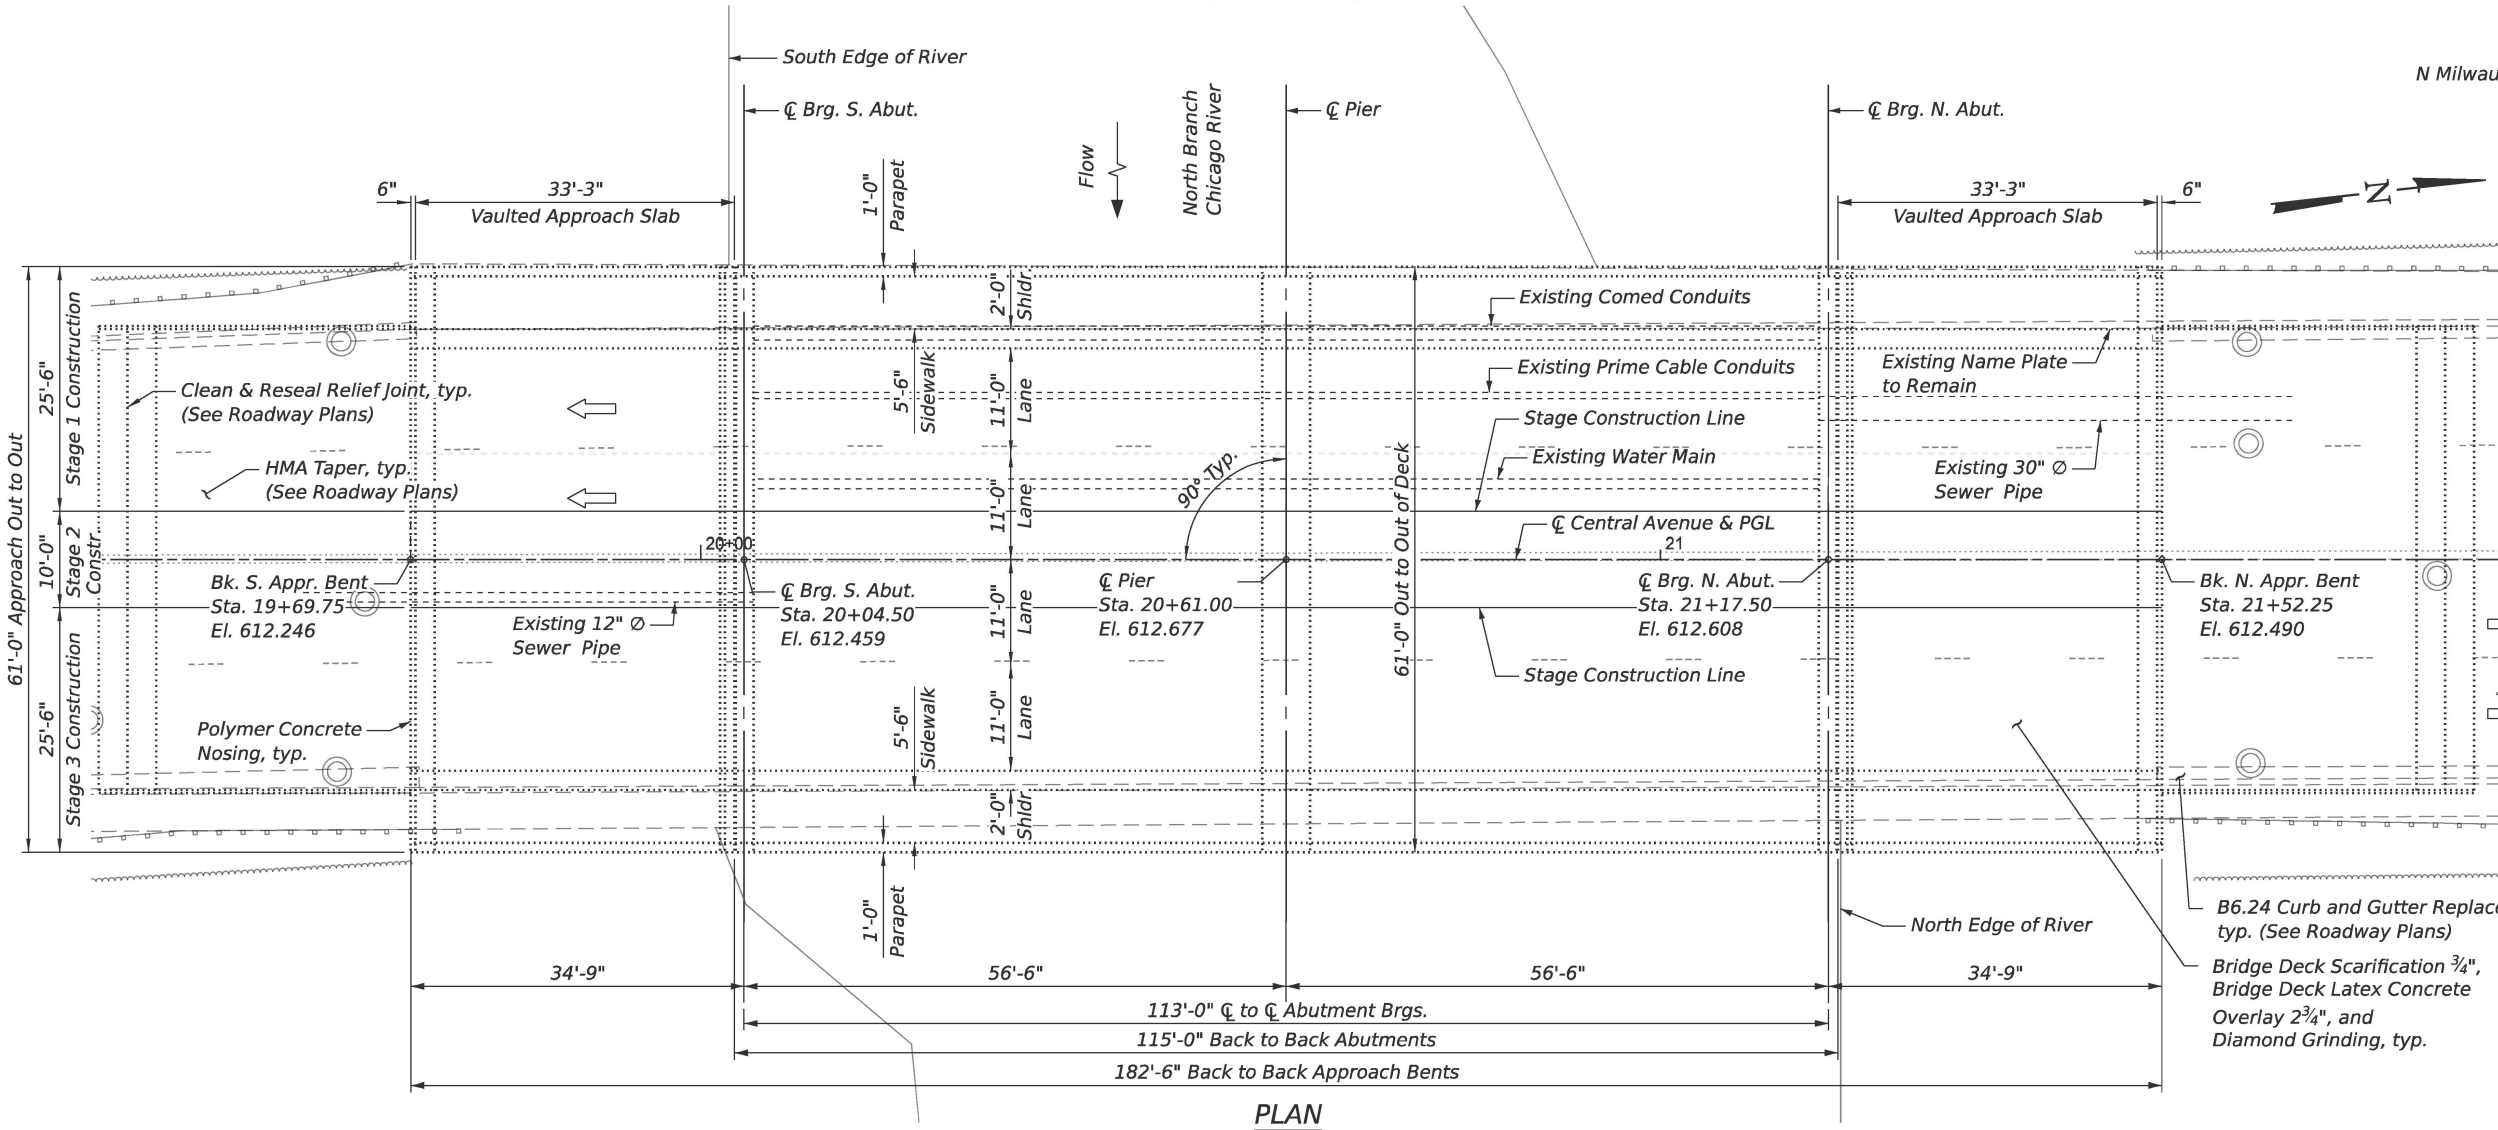 South Edge of River
N Milwau
℄ Brg. S. Abut.
North Branch
Chicago River
℄ Pier
℄ Brg. N. Abut.
Flow
1'-0"
Parapet
6"
33'-3"
Vaulted Approach Slab
33'-3"
6"
Vaulted Approach Slab
N
61'-0" Approach Out to Out
25'-6"
Stage 1 Construction
10'-0"
Stage 2
Constr.
25'-6"
Stage 3 Construction
2'-0"
Shldr.
Existing Comed Conduits
5'-6"
Sidewalk
11'-0"
Lane
Existing Prime Cable Conduits
Existing Name Plate
to Remain
Clean & Reseal Relief Joint, typ.
(See Roadway Plans)
Stage Construction Line
HMA Taper, typ.
(See Roadway Plans)
90° Typ.
61'-0" Out to Out of Deck
Existing Water Main
Existing 30" Ø
Sewer Pipe
11'-0"
Lane
℄ Central Avenue & PGL
20+00
21
Bk. S. Appr. Bent
Sta. 19+69.75
El. 612.246
Existing 12" Ø
Sewer Pipe
℄ Brg. S. Abut.
Sta. 20+04.50
El. 612.459
11'-0"
Lane
℄ Pier
Sta. 20+61.00
El. 612.677
℄ Brg. N. Abut.
Sta. 21+17.50
El. 612.608
Bk. N. Appr. Bent
Sta. 21+52.25
El. 612.490
Stage Construction Line
Polymer Concrete
Nosing, typ.
5'-6"
Sidewalk
11'-0"
Lane
2'-0"
Shldr
1'-0"
Parapet
North Edge of River
B6.24 Curb and Gutter Replace
typ. (See Roadway Plans)
Bridge Deck Scarification ¾",
Bridge Deck Latex Concrete
Overlay 2¾", and
Diamond Grinding, typ.
34'-9"
56'-6"
56'-6"
34'-9"
113'-0" ℄ to ℄ Abutment Brgs.
115'-0" Back to Back Abutments
182'-6" Back to Back Approach Bents
PLAN